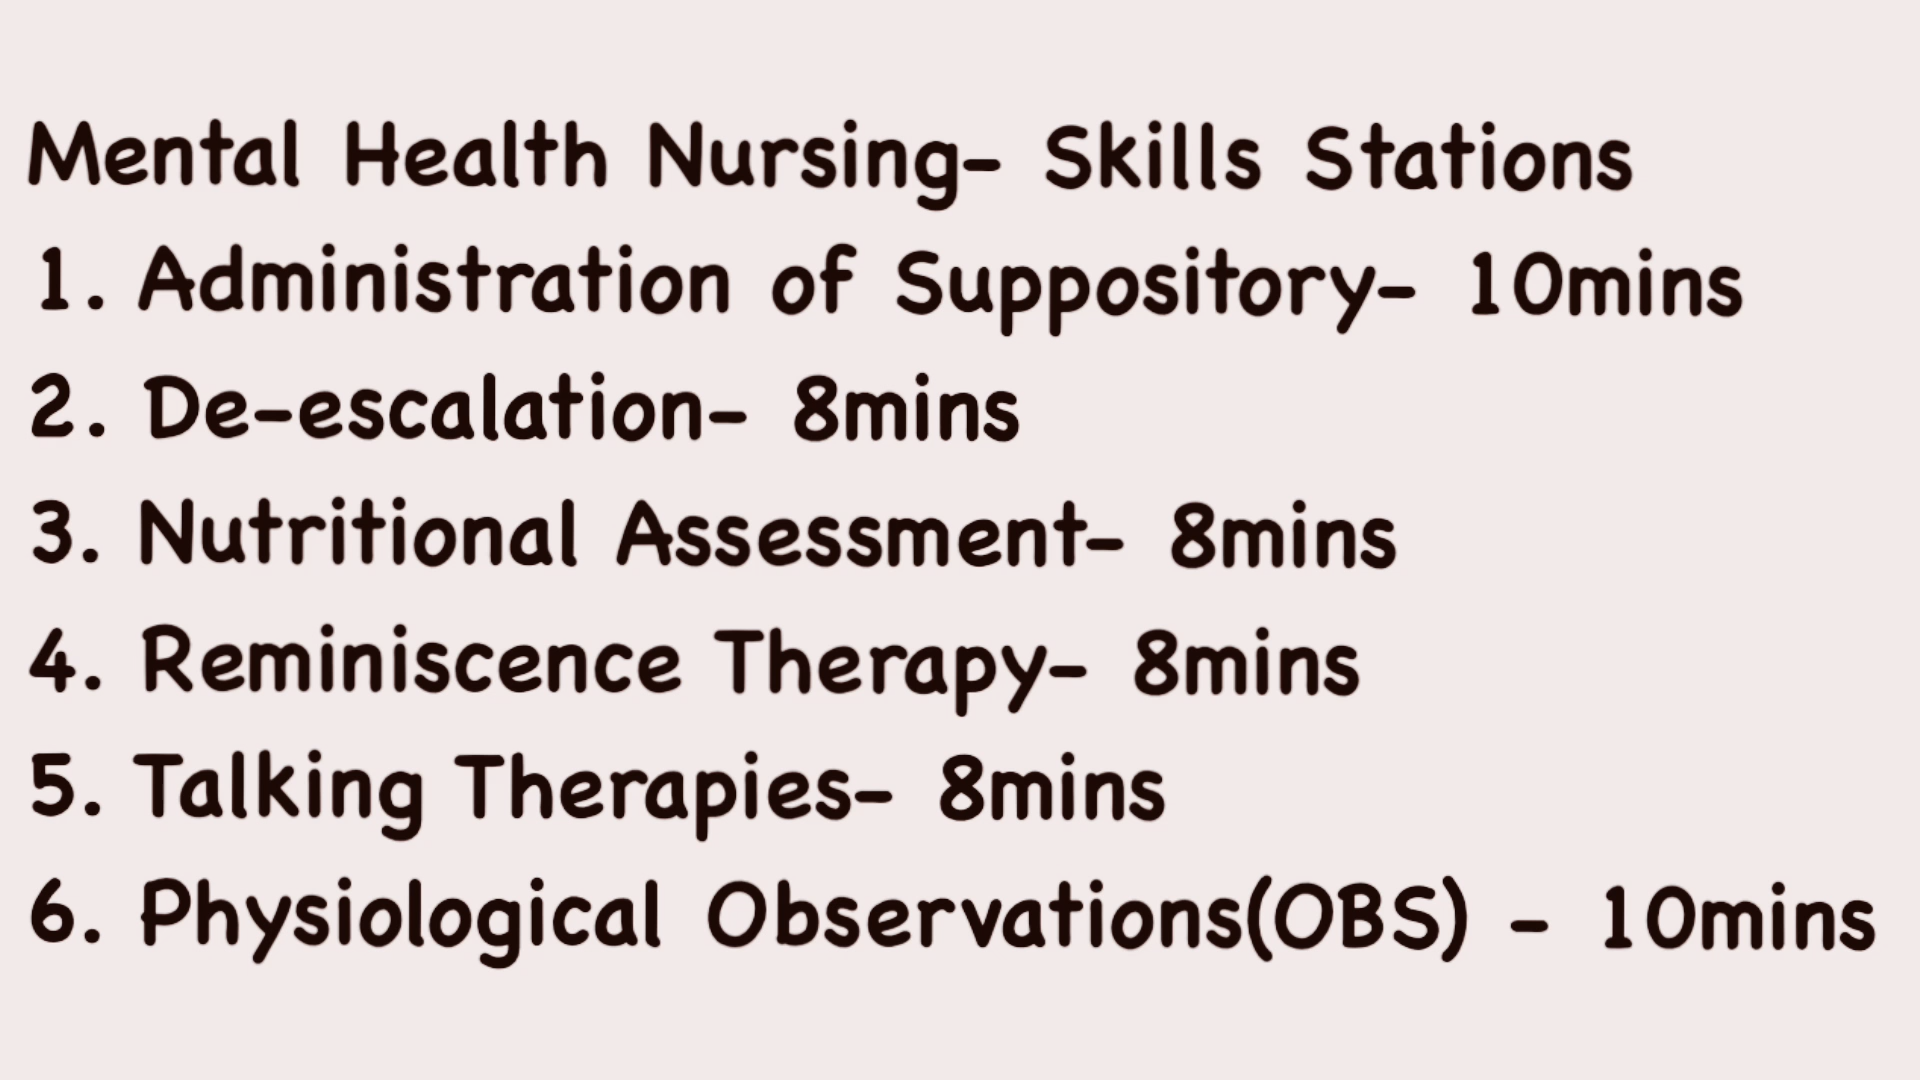 Mental Health Nursing- Skills Stations
1. Administration of Suppository- 10mins
2. De-escalation- 8mins
3. Nutritional Assessment- 8mins
4. Reminiscence Therapy- 8mins
5. Talking Therapies- 8mins
6. Physiological Observations(OBS) - 10mins